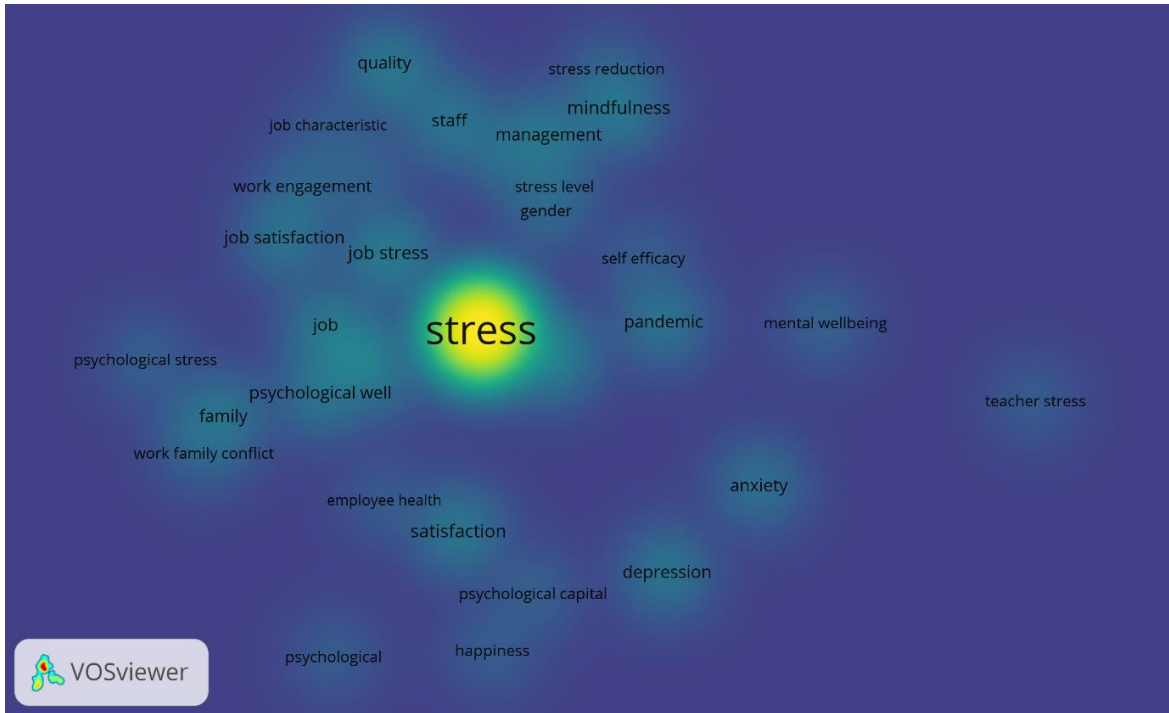 quality
stress reduction
mindfulness
job characteristic
staff
management
work engagement
stress level
gender
job satisfaction
job stress
self efficacy
job
stress
pandemic
mental wellbeing
psychological stress
psychological well
family
teacher stress
work family conflict
anxiety
employee health
satisfaction
depression
psychological capital
happiness
psychological
VOSviewer